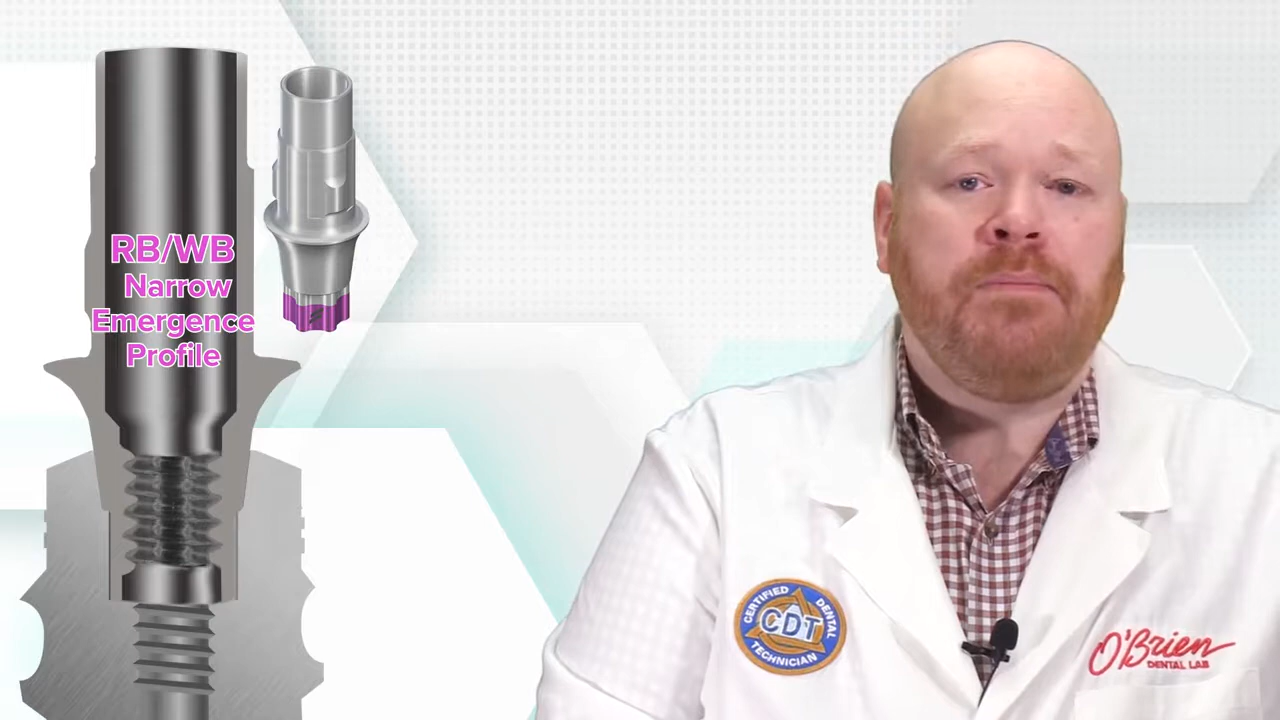 RB/WB
Narrow
Emergence
Profile
CERTIFIED DENTAL
CDT
TECHNICIAN
O'Brien
DENTAL LAB